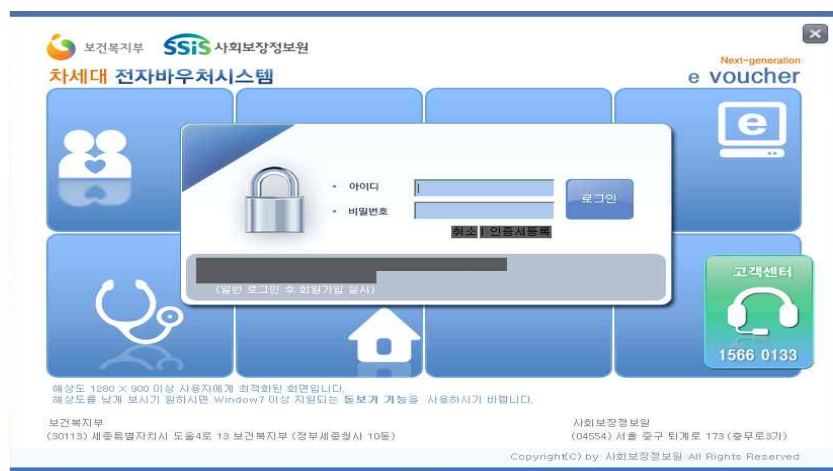 보건복지부 SSiS 사회보장정보원
차세대 전자바우처시스템
Next-generation
e voucher
e
아이디
비밀번호
로그인
취소 | 인증서등록
(일반 로그인 후 회원가입 실시)
고객센터
1566 0133
해상도 1280 × 900 이상 사용자에게 최적화된 화면입니다.
해상도를 낮게 보시기 원하시면 Window7 이상 지원되는 돋보기 기능을 사용하시기 바랍니다.
보건복지부
(30113) 세종특별자치시 도움4로 13 보건복지부 (정부세종청사 10동)
사회보장정보원
(04554) 서울 중구 퇴계로 173 (충무로3가)
Copyright(C) by 사회보장정보원 All Rights Reserved